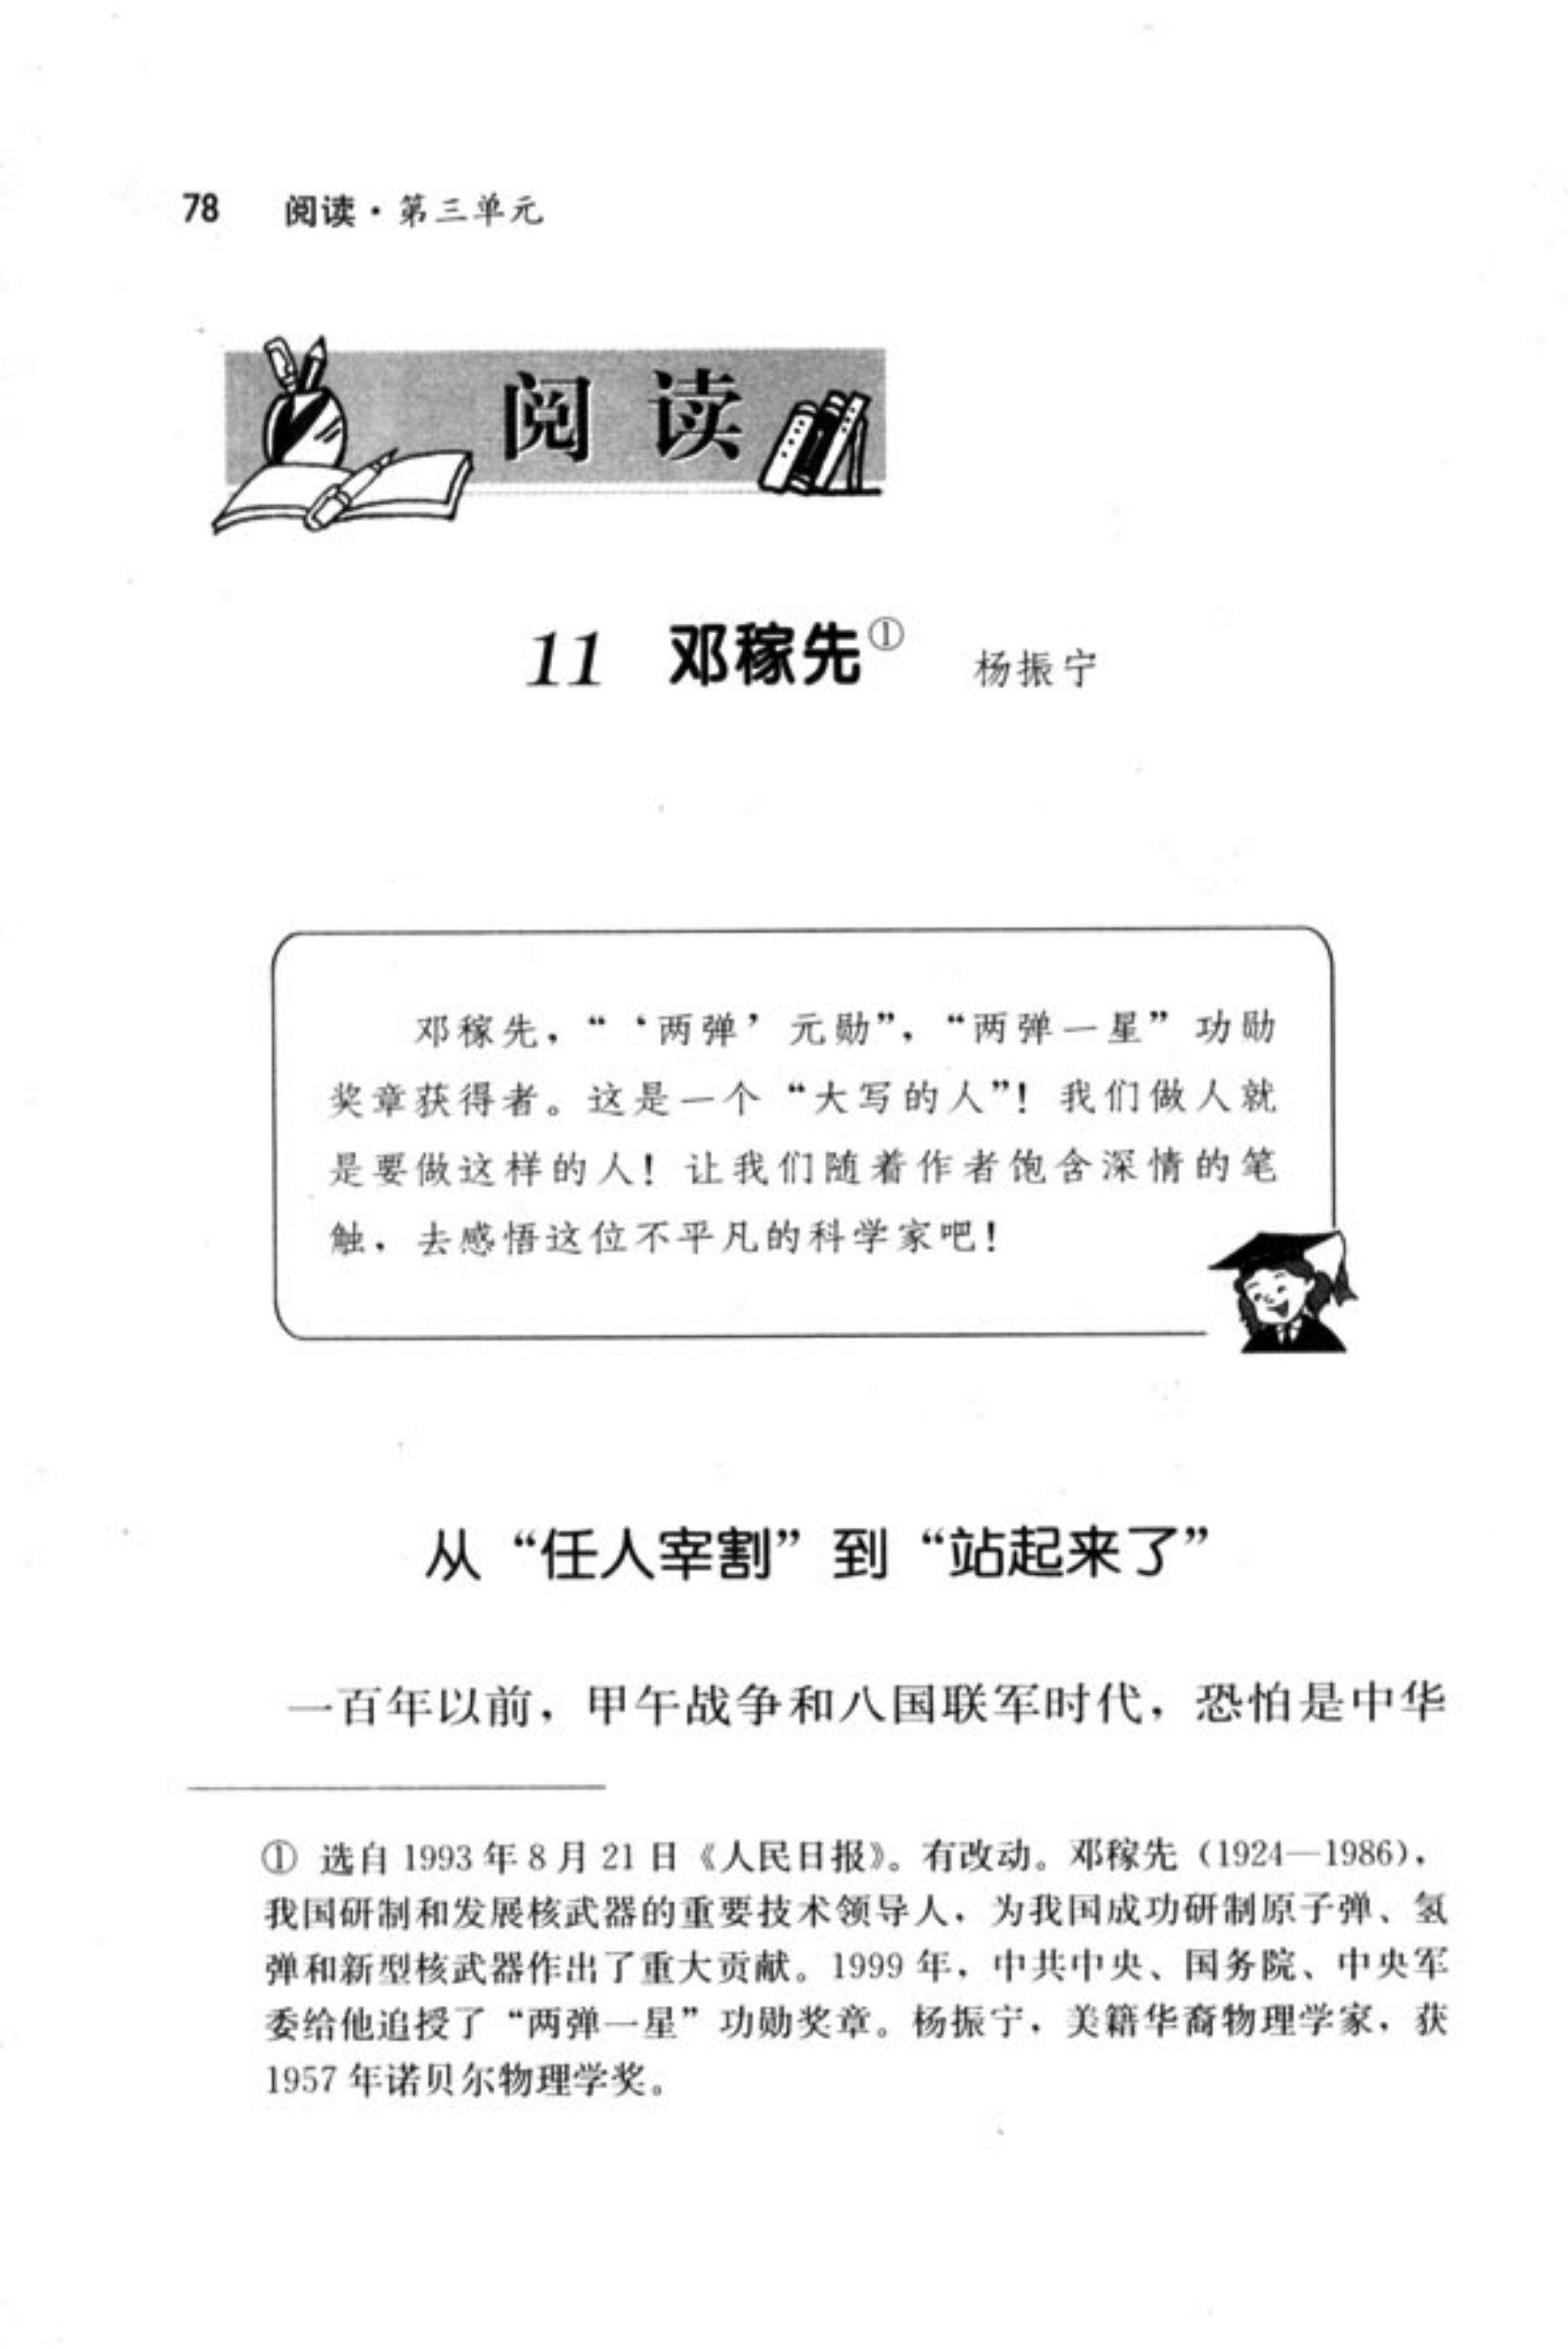 78 阅读·第三单元
阅 读
11 邓稼先① 杨振宁
邓稼先，“‘两弹’元勋”，“两弹一星”功勋
奖章获得者。这是一个“大写的人”！我们做人就
是要做这样的人！让我们随着作者饱含深情的笔
触，去感悟这位不平凡的科学家吧！
从“任人宰割”到“站起来了”
一百年以前，甲午战争和八国联军时代，恐怕是中华
① 选自1993年8月21日《人民日报》。有改动。邓稼先（1924—1986），
我国研制和发展核武器的重要技术领导人，为我国成功研制原子弹、氢
弹和新型核武器作出了重大贡献。1999年，中共中央、国务院、中央军
委给他追授了“两弹一星”功勋奖章。杨振宁，美籍华裔物理学家，获
1957年诺贝尔物理学奖。